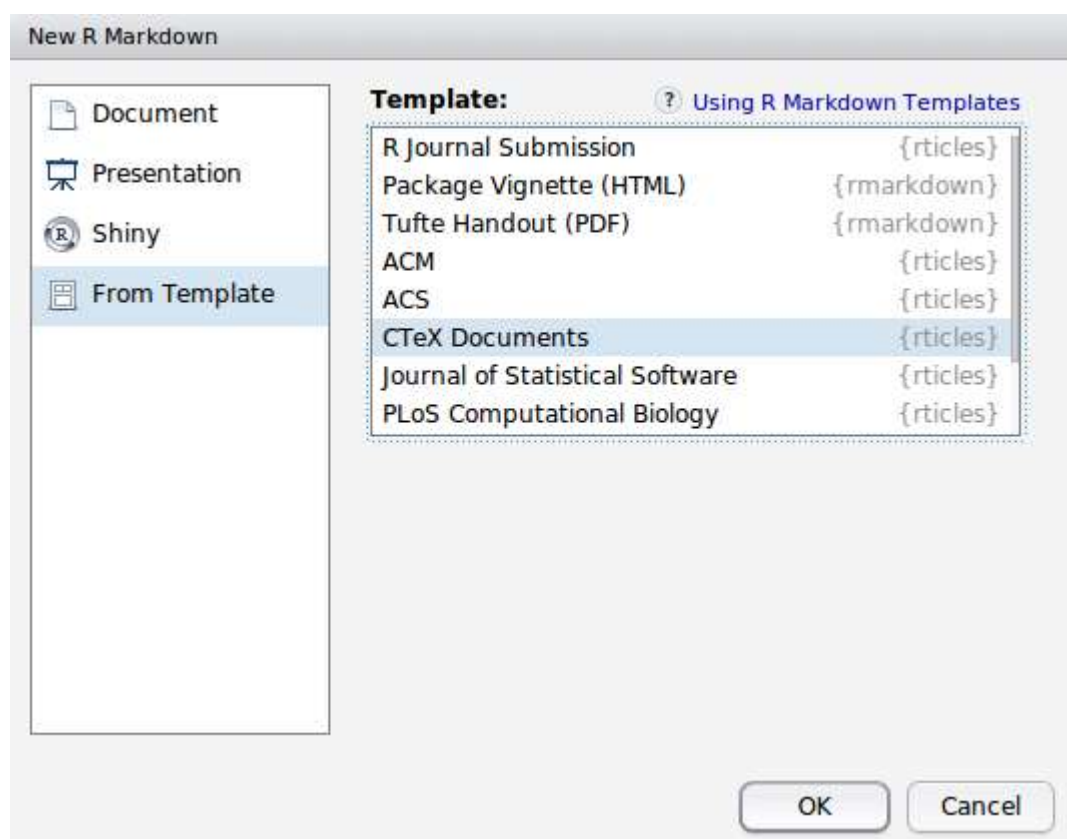 New R Markdown
Document
Presentation
Shiny
From Template
Template: ? Using R Markdown Templates
R Journal Submission {rticles}
Package Vignette (HTML) {rmarkdown}
Tufte Handout (PDF) {rmarkdown}
ACM {rticles}
ACS {rticles}
CTeX Documents {rticles}
Journal of Statistical Software {rticles}
PLoS Computational Biology {rticles}
OK Cancel